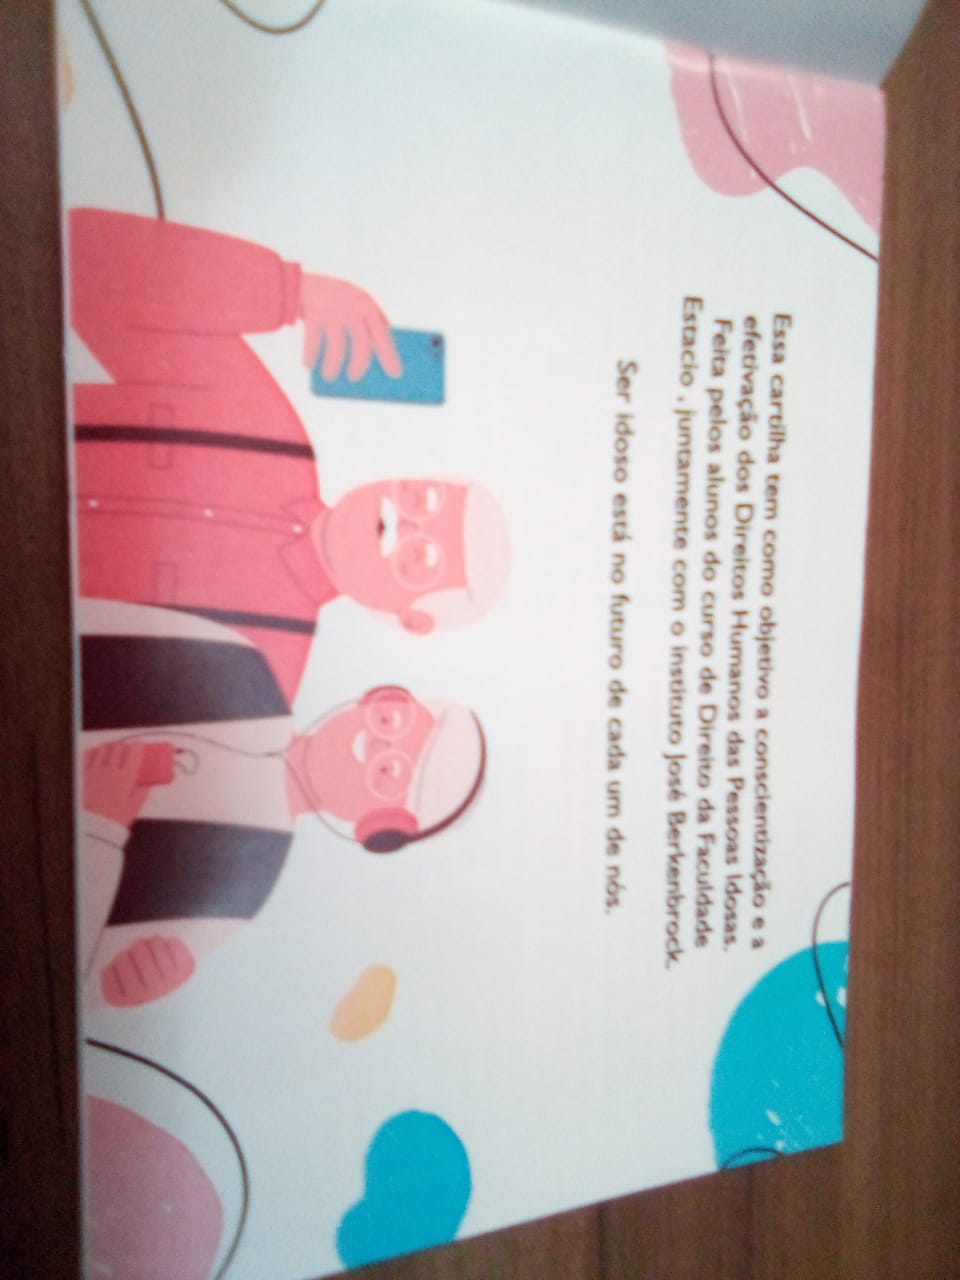 Essa cartilha tem como objetivo a conscientização e a
efetivação dos Direitos Humanos das Pessoas Idosas.
Feita pelos alunos do curso de Direito da Faculdade
Estacio , juntamente com o instituto José Berkenbrock.
Ser idoso está no futuro de cada um de nós.